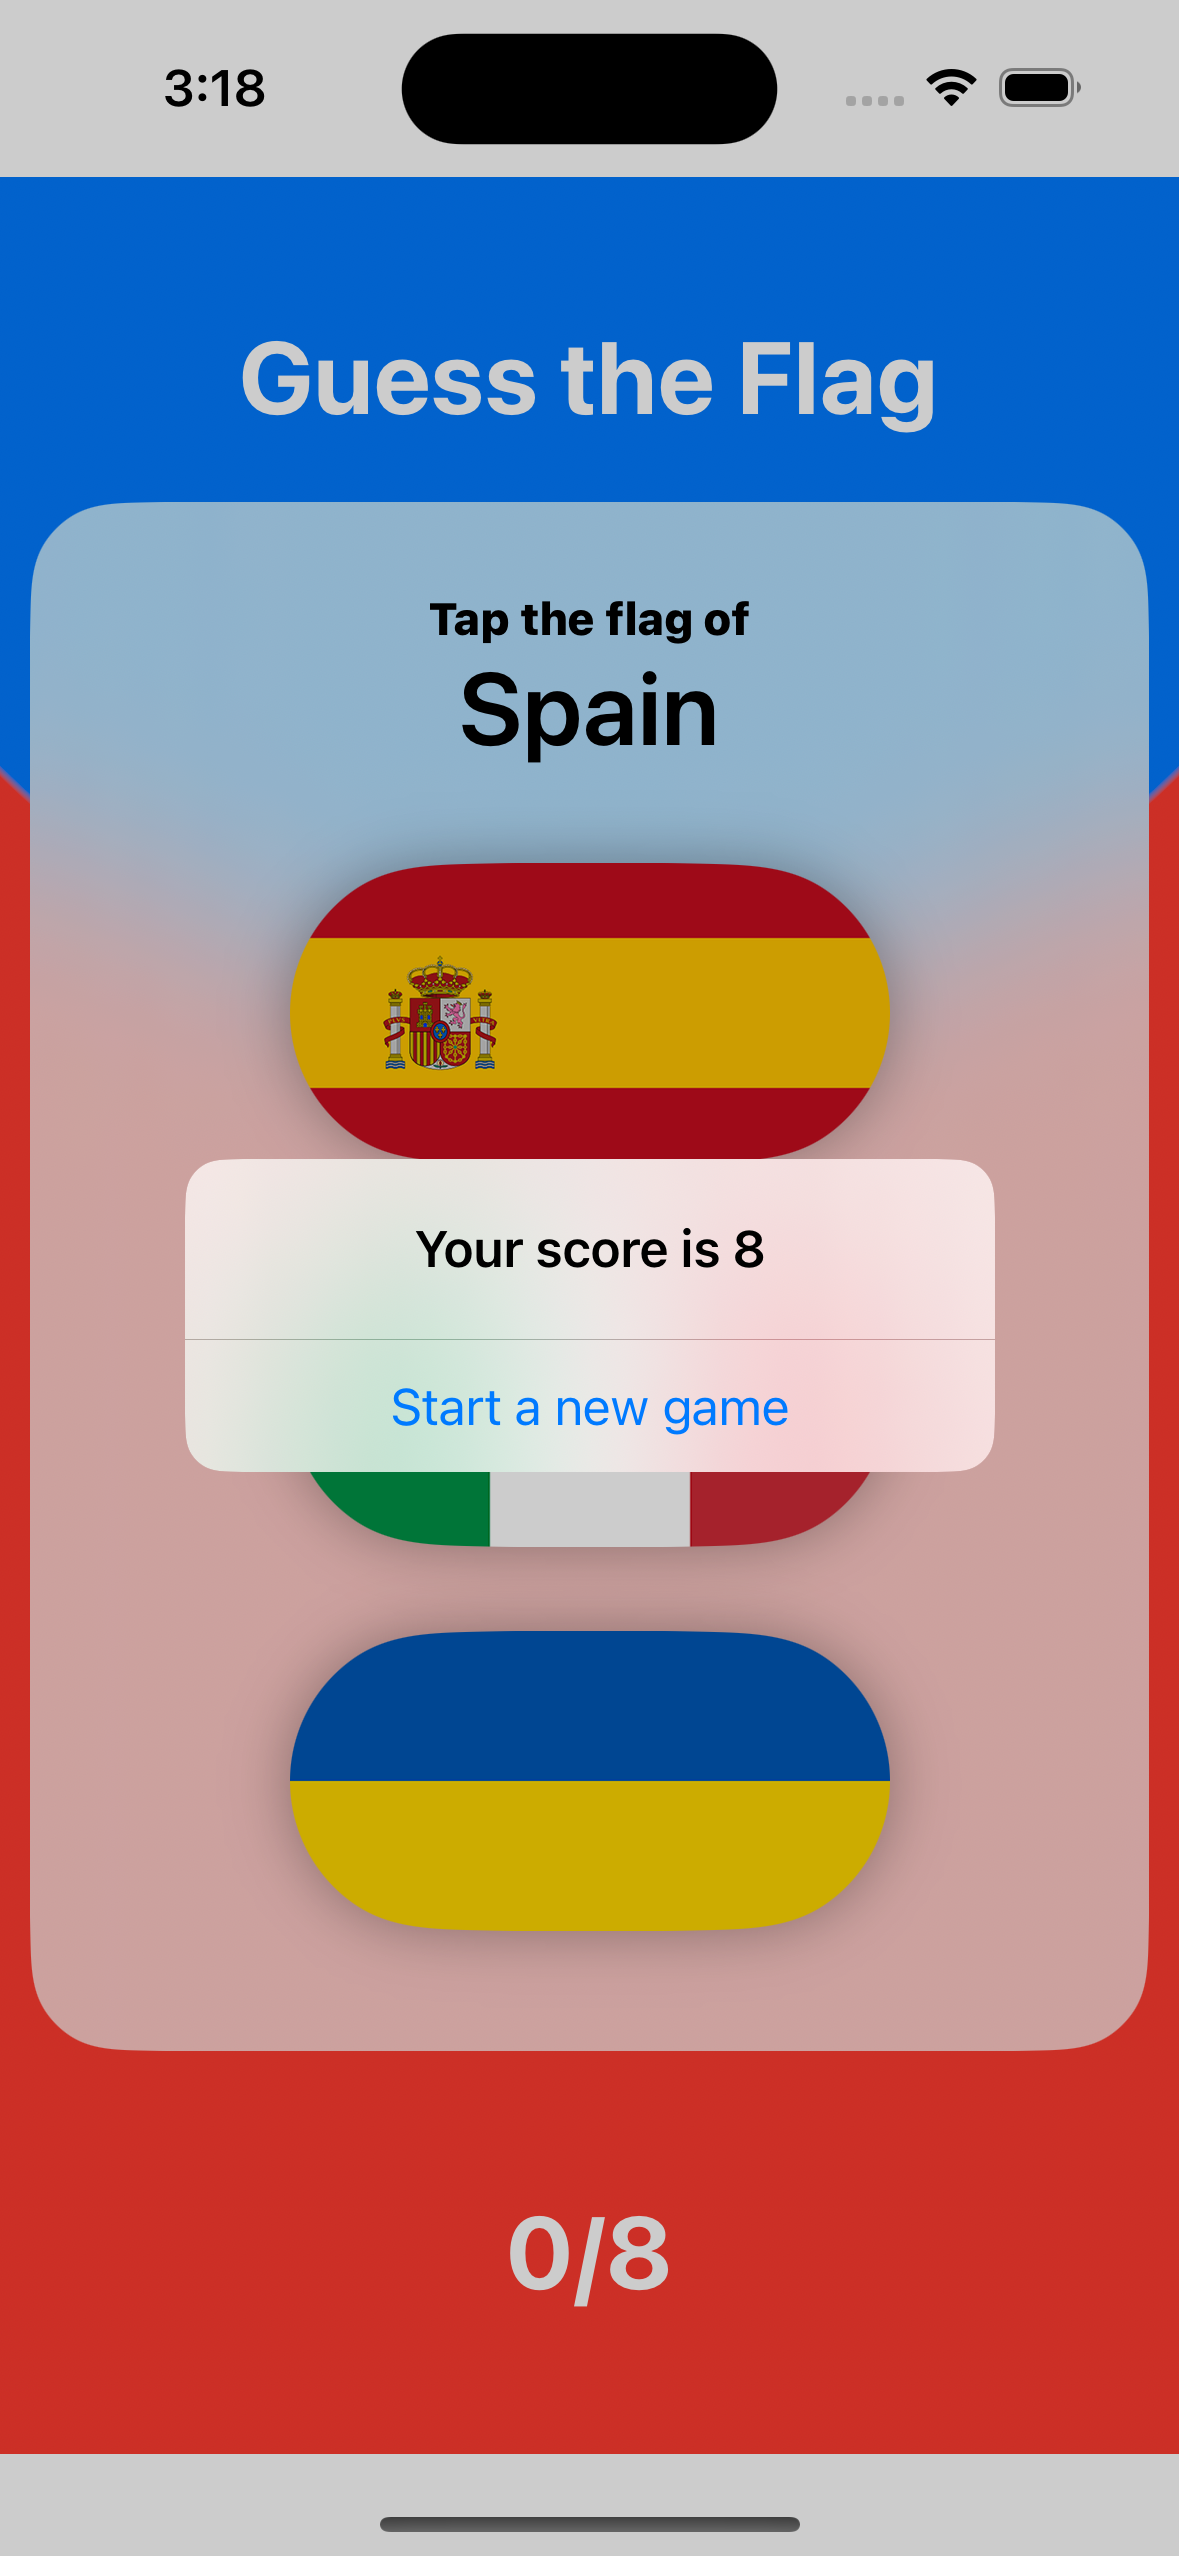 3:18
Guess the Flag
Tap the flag of
Spain
Your score is 8
Start a new game
0/8